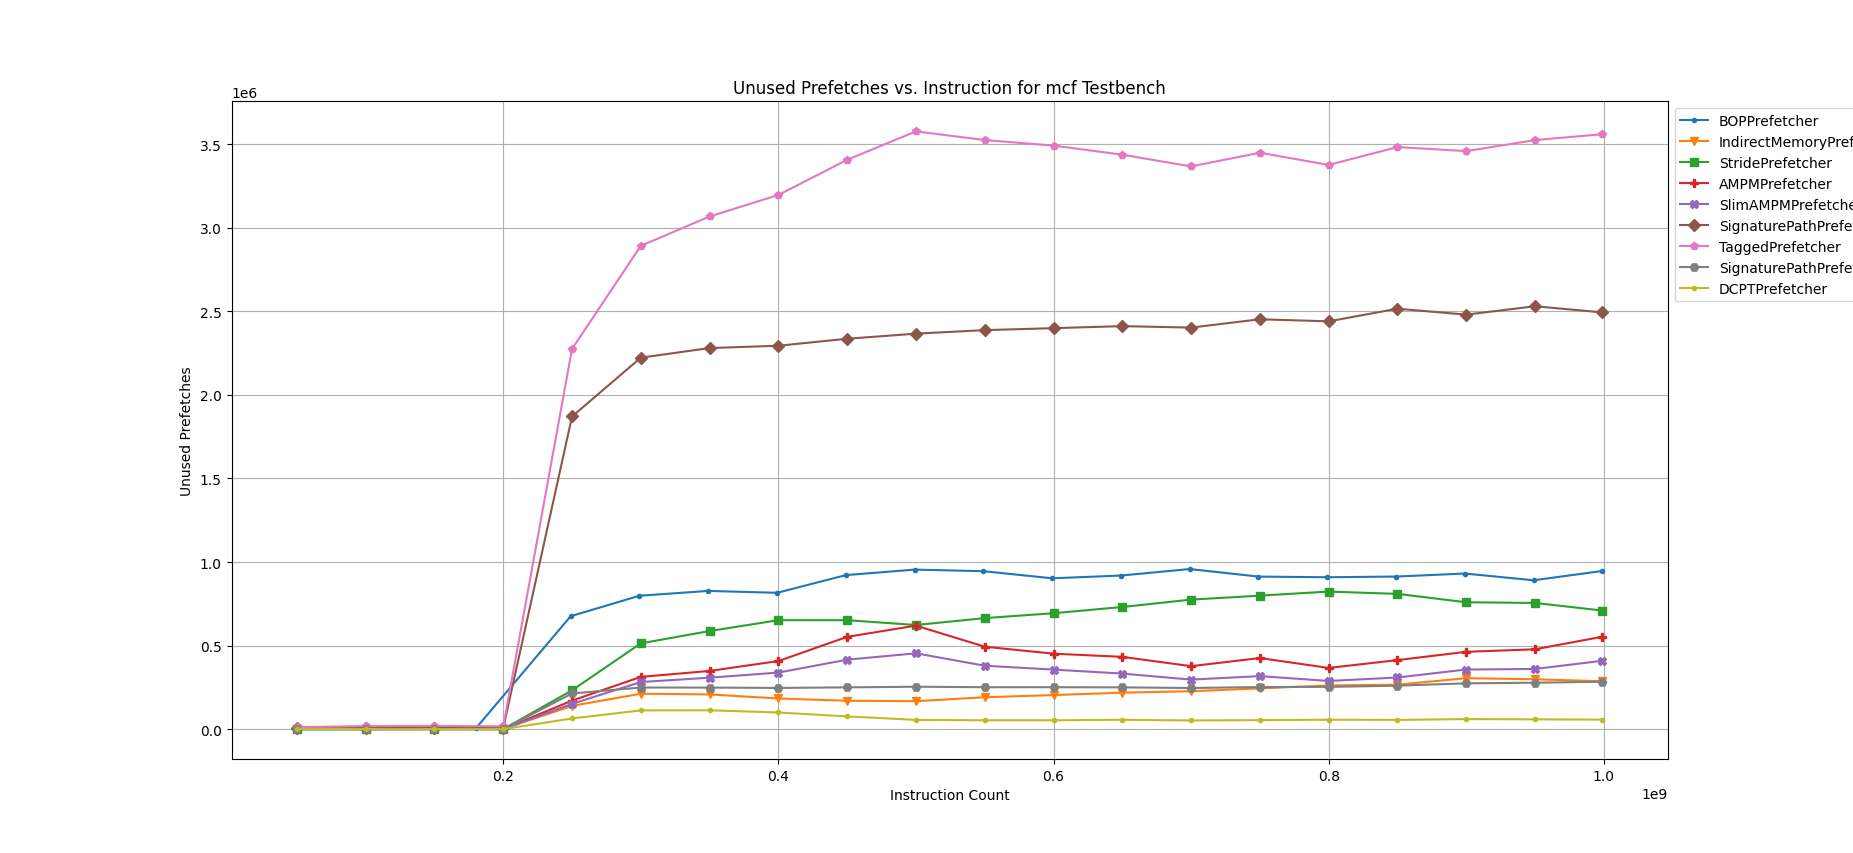 Unused Prefetches vs. Instruction for mcf Testbench
1e6
3.5
3.0
2.5
2.0
1.5
1.0
0.5
0.0
Unused Prefetches
0.2 0.4 0.6 0.8 1.0
1e9
Instruction Count
BOPPrefetcher
IndirectMemoryPref
StridePrefetcher
AMPMPrefetcher
SlimAMPMPrefetche
SignaturePathPrefe
TaggedPrefetcher
SignaturePathPrefe
DCPTPrefetcher